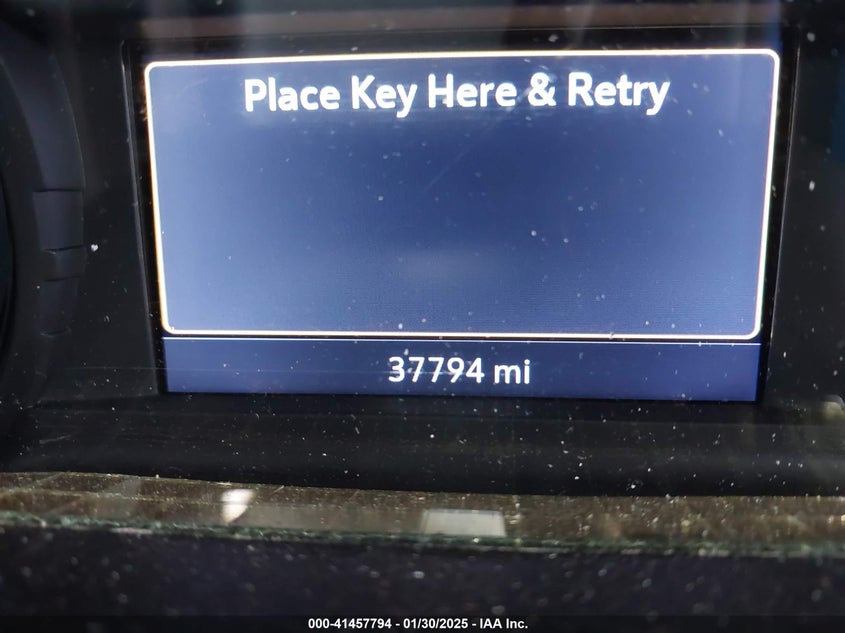 Place Key Here & Retry
37794 mi
000-41457794 - 01/30/2025 - IAA Inc.